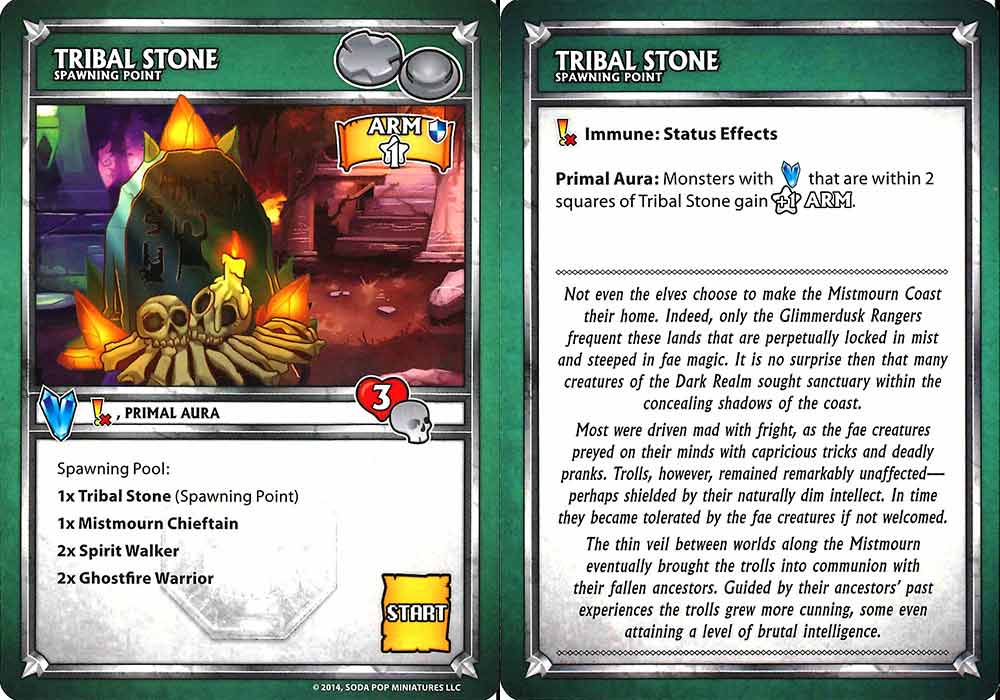 TRIBAL STONE
SPAWNING POINT
ARM
1
, PRIMAL AURA
3
Spawning Pool:
1x Tribal Stone (Spawning Point)
1x Mistmourn Chieftain
2x Spirit Walker
2x Ghostfire Warrior
START
© 2014, SODA POP MINIATURES LLC
TRIBAL STONE
SPAWNING POINT
Immune: Status Effects
Primal Aura: Monsters with that are within 2
squares of Tribal Stone gain +1 ARM.
Not even the elves choose to make the Mistmourn Coast
their home. Indeed, only the Glimmerdusk Rangers
frequent these lands that are perpetually locked in mist
and steeped in fae magic. It is no surprise then that many
creatures of the Dark Realm sought sanctuary within the
concealing shadows of the coast.
Most were driven mad with fright, as the fae creatures
preyed on their minds with capricious tricks and deadly
pranks. Trolls, however, remained remarkably unaffected—
perhaps shielded by their naturally dim intellect. In time
they became tolerated by the fae creatures if not welcomed.
The thin veil between worlds along the Mistmourn
eventually brought the trolls into communion with
their fallen ancestors. Guided by their ancestors' past
experiences the trolls grew more cunning, some even
attaining a level of brutal intelligence.